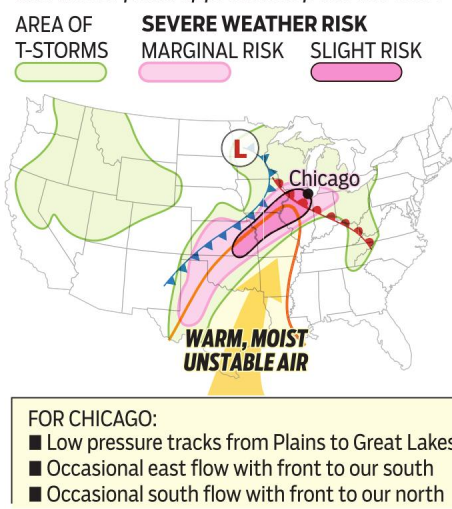 AREA OF
T-STORMS
SEVERE WEATHER RISK
MARGINAL RISK
SLIGHT RISK
L
Chicago
WARM, MOIST
UNSTABLE AIR
FOR CHICAGO:
■ Low pressure tracks from Plains to Great Lakes
■ Occasional east flow with front to our south
■ Occasional south flow with front to our north